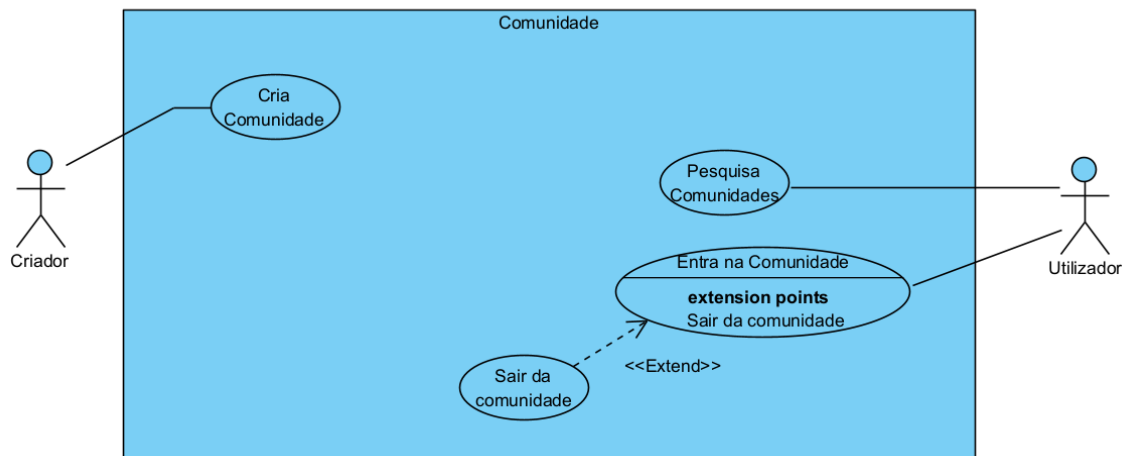 Comunidade
Cria
Comunidade
Pesquisa
Comunidades
Criador
Entra na Comunidade
Utilizador
extension points
Sair da comunidade
<<Extend>>
Sair da
comunidade